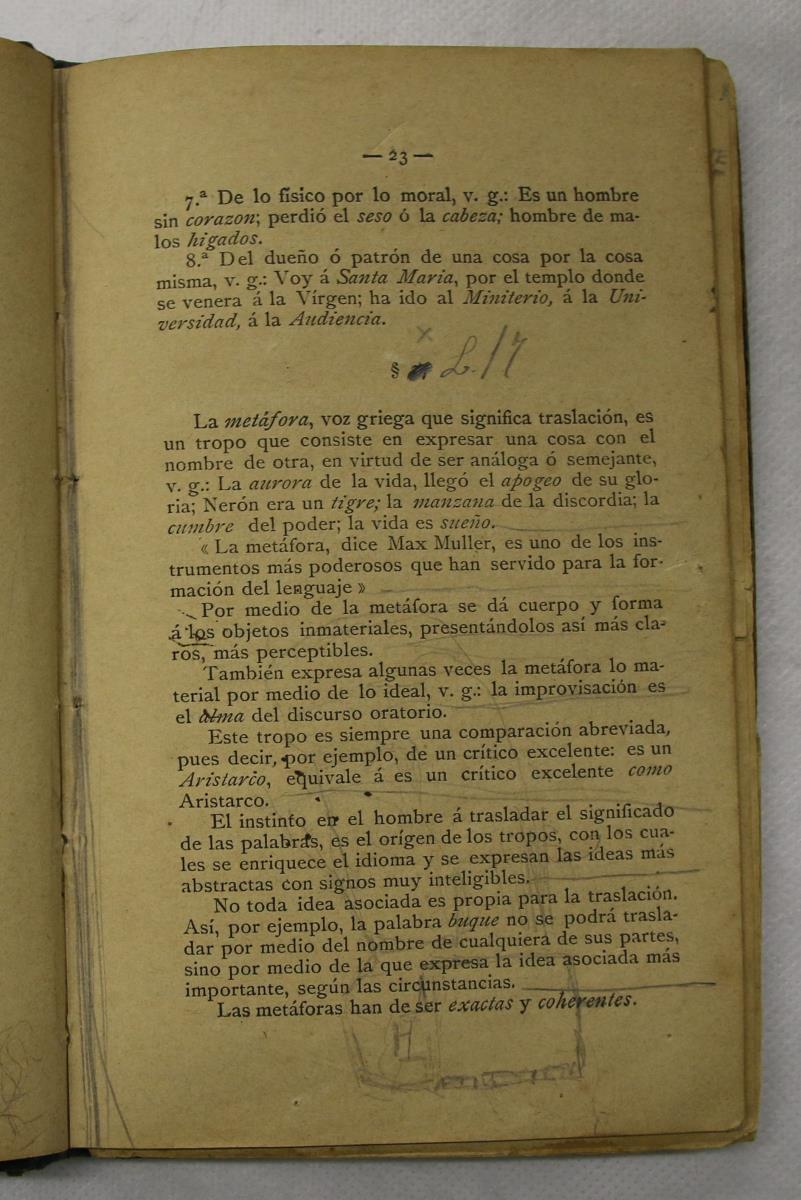 — 23 —
7.ª De lo físico por lo moral, v. g.: Es un hombre
sin corazon; perdió el seso ó la cabeza; hombre de ma-
los higados.
8.ª Del dueño ó patrón de una cosa por la cosa
misma, v. g.: Voy á Santa Maria, por el templo donde
se venera á la Vírgen; ha ido al Miniterio, á la Uni-
versidad, á la Audiencia.
x
§ L. 17
La metáfora, voz griega que significa traslación, es
un tropo que consiste en expresar una cosa con el
nombre de otra, en virtud de ser análoga ó semejante,
v. g.: La aurora de la vida, llegó el apogeo de su glo-
ria; Nerón era un tigre; la manzana de la discordia; la
cumbre del poder; la vida es sueño.
« La metáfora, dice Max Muller, es uno de los ins-
trumentos más poderosos que han servido para la for-
mación del lenguaje »
Por medio de la metáfora se dá cuerpo y forma
á los objetos inmateriales, presentándolos así más cla-
ros, más perceptibles.
También expresa algunas veces la metáfora lo ma-
terial por medio de lo ideal, v. g.: la improvisación es
el alma del discurso oratorio.
Este tropo es siempre una comparación abreviada,
pues decir, por ejemplo, de un crítico excelente: es un
Aristarco, equivale á es un crítico excelente como
Aristarco.
El instinto en el hombre á trasladar el significado
de las palabras, es el orígen de los tropos, con los cua-
les se enriquece el idioma y se expresan las ideas más
abstractas con signos muy inteligibles.
No toda idea asociada es propia para la traslación.
Así, por ejemplo, la palabra buque no se podrá trasla-
dar por medio del nombre de cualquiera de sus partes,
sino por medio de la que expresa la idea asociada más
importante, según las circunstancias.
Las metáforas han de ser exactas y coherentes.